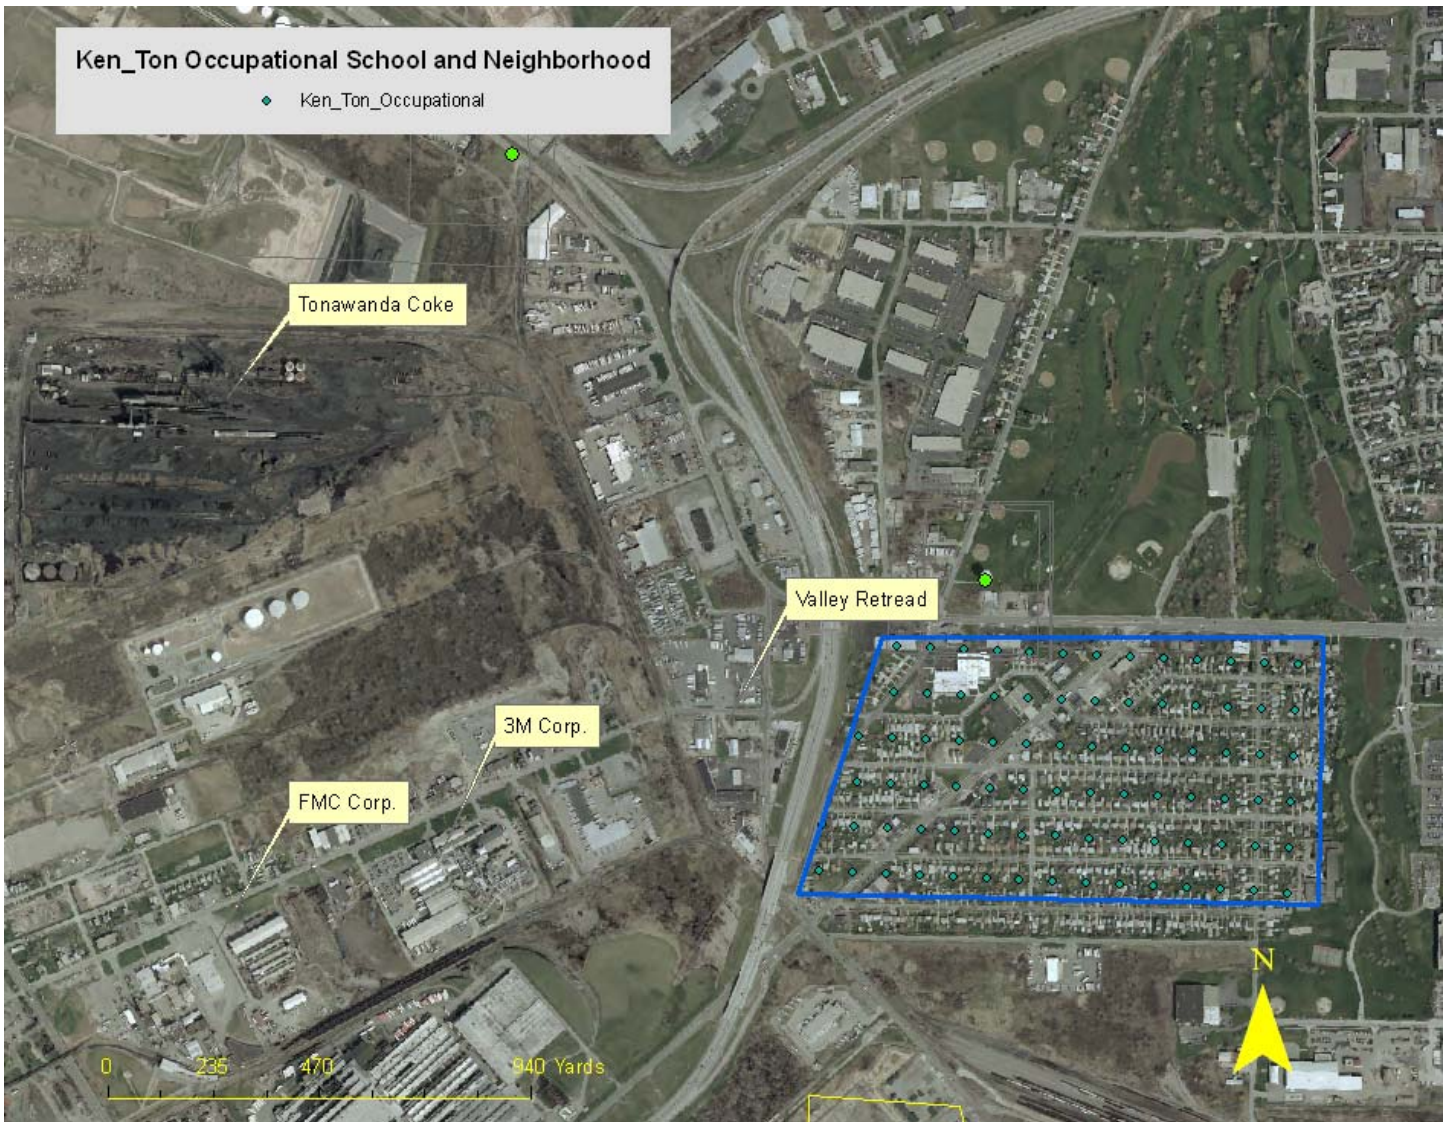 Ken_Ton Occupational School and Neighborhood
Ken_Ton_Occupational
Tonawanda Coke
Valley Retread
3M Corp.
FMC Corp.
N
0 235 470 940 Yards